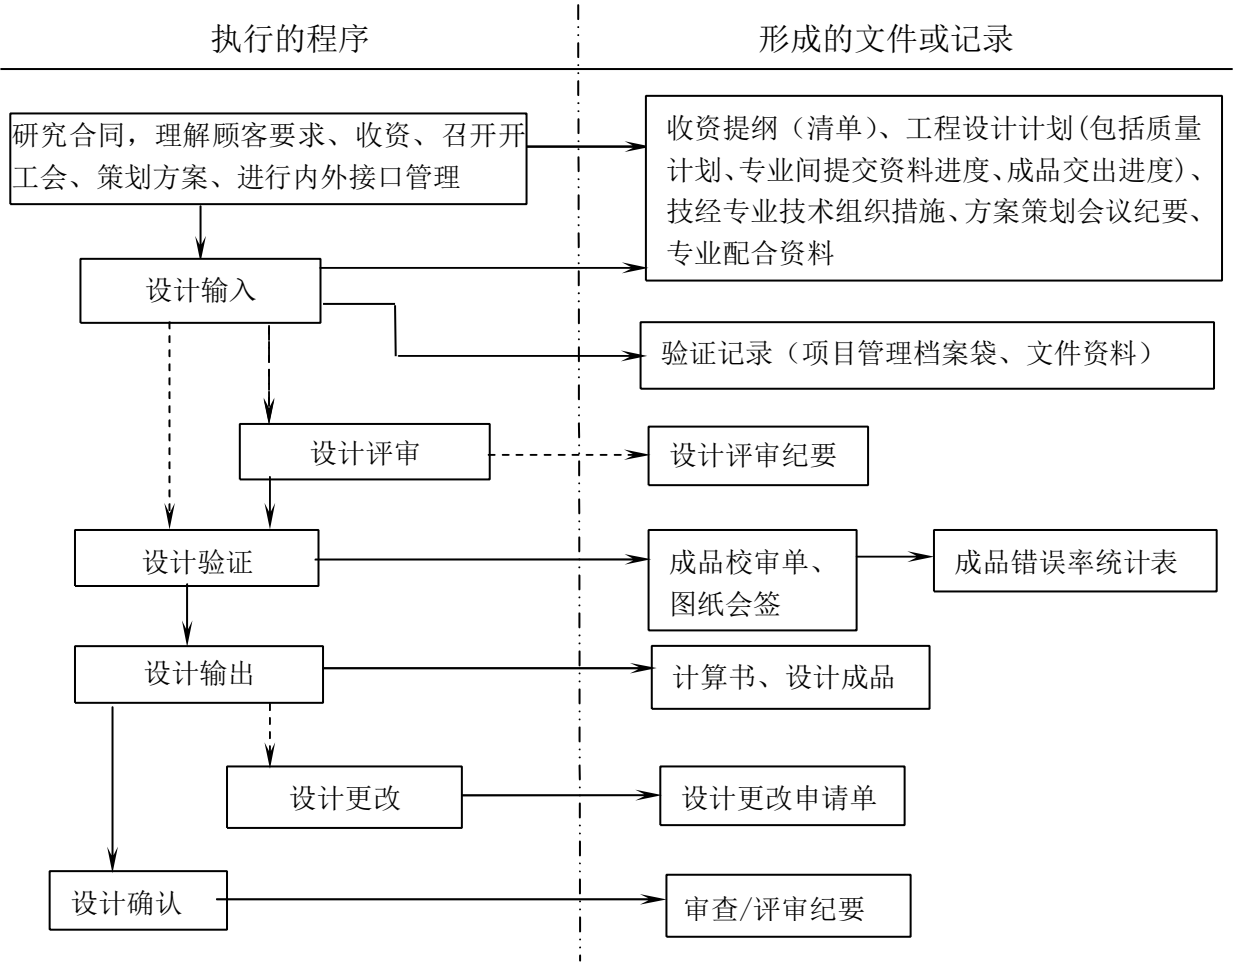 执行的程序
形成的文件或记录
研究合同，理解顾客要求、收资、召开开
工会、策划方案、进行内外接口管理
收资提纲（清单）、工程设计计划(包括质量
计划、专业间提交资料进度、成品交出进度)、
技经专业技术组织措施、方案策划会议纪要、
专业配合资料
设计输入
验证记录（项目管理档案袋、文件资料）
设计评审
设计评审纪要
设计验证
成品校审单、
图纸会签
成品错误率统计表
设计输出
计算书、设计成品
设计更改
设计更改申请单
设计确认
审查/评审纪要